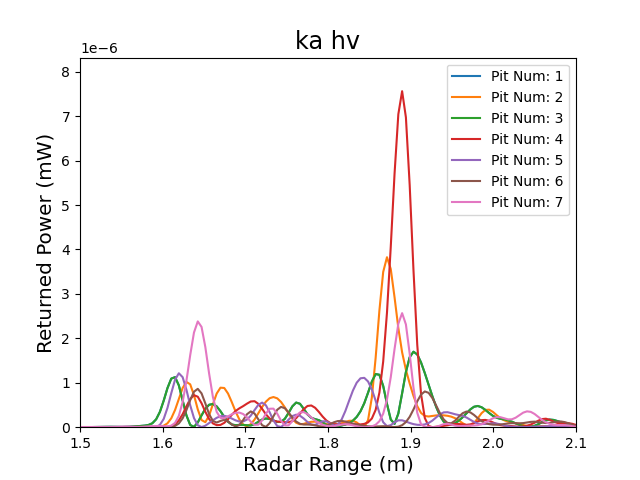 ka hv
1e−6
8
7
6
5
4
3
2
1
0
Returned Power (mW)
Pit Num: 1
Pit Num: 2
Pit Num: 3
Pit Num: 4
Pit Num: 5
Pit Num: 6
Pit Num: 7
1.5 1.6 1.7 1.8 1.9 2.0 2.1
Radar Range (m)